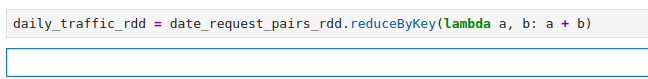 daily_traffic_rdd = date_request_pairs_rdd.reduceByKey(lambda a, b: a + b)